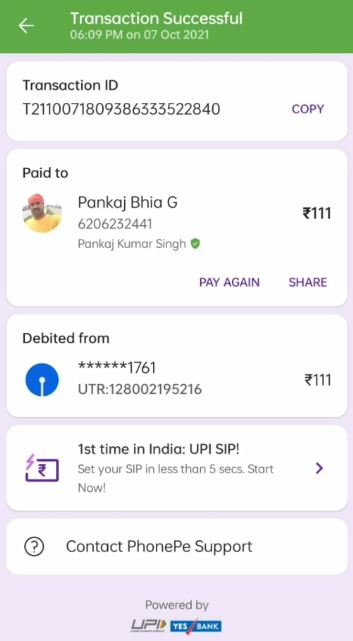 Transaction Successful
06:09 PM on 07 Oct 2021
Transaction ID
T2110071809386333522840
COPY
Paid to
Pankaj Bhia G
₹111
6206232441
Pankaj Kumar Singh
PAY AGAIN
SHARE
Debited from
******1761
₹111
UTR:128002195216
1st time in India: UPI SIP!
Set your SIP in less than 5 secs. Start
Now!
Contact PhonePe Support
Powered by
UPI
YES BANK